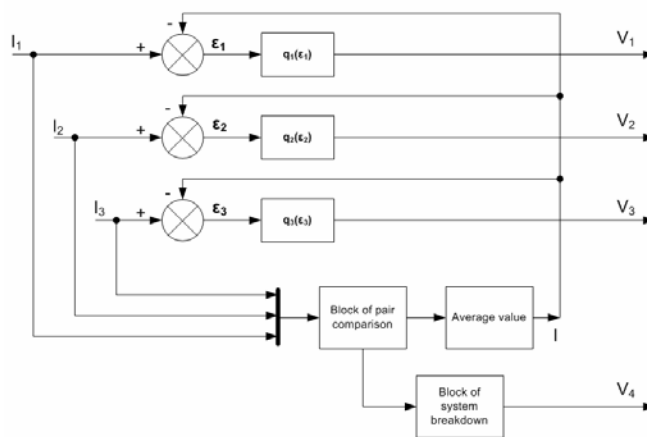 I1
-
+
ε1
q1(ε1)
V1
I2
-
+
ε2
q2(ε2)
V2
I3
-
+
ε3
q3(ε3)
V3
Block of pair
comparison
Average value
I
Block of
system
breakdown
V4